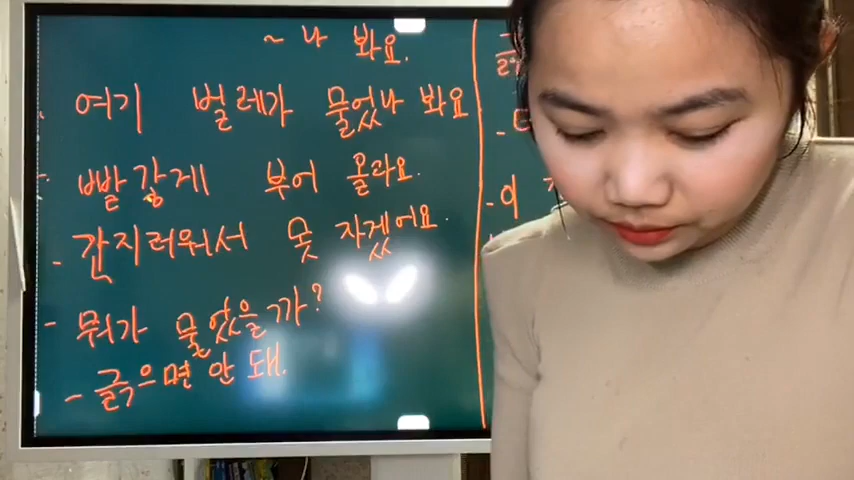 ~ 나 봐요.
여기 벌레가 물었나 봐요
빨갛게 부어 올라요.
- 간지러워서 못 자겠어요.
- 뭐가 물었을까?
- 긁으면 안 돼.